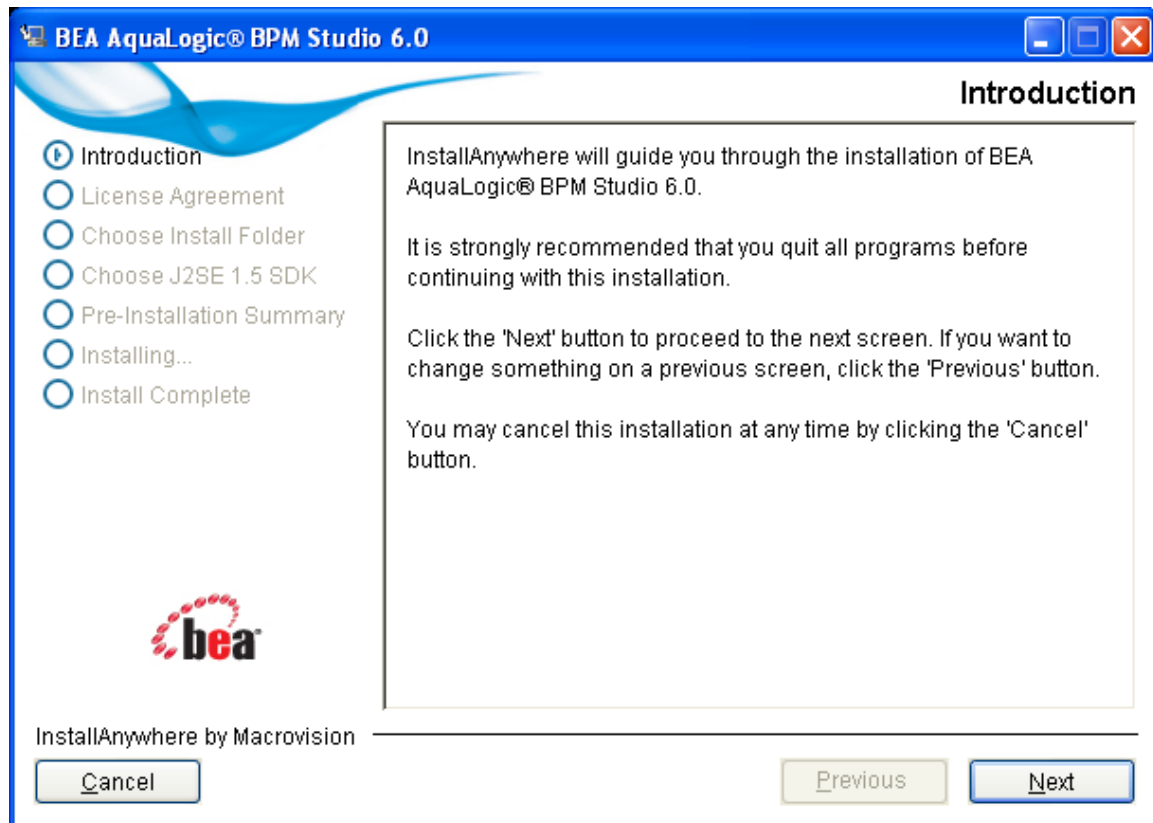 BEA AquaLogic® BPM Studio 6.0
Introduction
Introduction
License Agreement
Choose Install Folder
Choose J2SE 1.5 SDK
Pre-Installation Summary
Installing...
Install Complete
InstallAnywhere will guide you through the installation of BEA
AquaLogic® BPM Studio 6.0.
It is strongly recommended that you quit all programs before
continuing with this installation.
Click the 'Next' button to proceed to the next screen. If you want to
change something on a previous screen, click the 'Previous' button.
You may cancel this installation at any time by clicking the 'Cancel'
button.
bea
InstallAnywhere by Macrovision
Cancel
Previous
Next